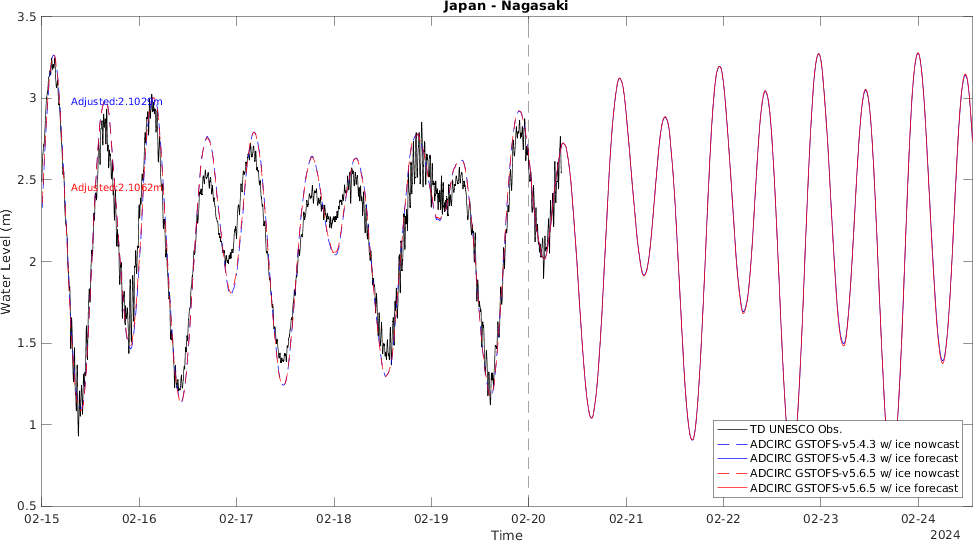 Japan - Nagasaki
3.5
3
2.5
2
1.5
1
0.5
Water Level (m)
Adjusted:2.1029m
Adjusted:2.1062m
TD UNESCO Obs.
ADCIRC GSTOFS-v5.4.3 w/ ice nowcast
ADCIRC GSTOFS-v5.4.3 w/ ice forecast
ADCIRC GSTOFS-v5.6.5 w/ ice nowcast
ADCIRC GSTOFS-v5.6.5 w/ ice forecast
02-15 02-16 02-17 02-18 02-19 02-20 02-21 02-22 02-23 02-24
Time
2024